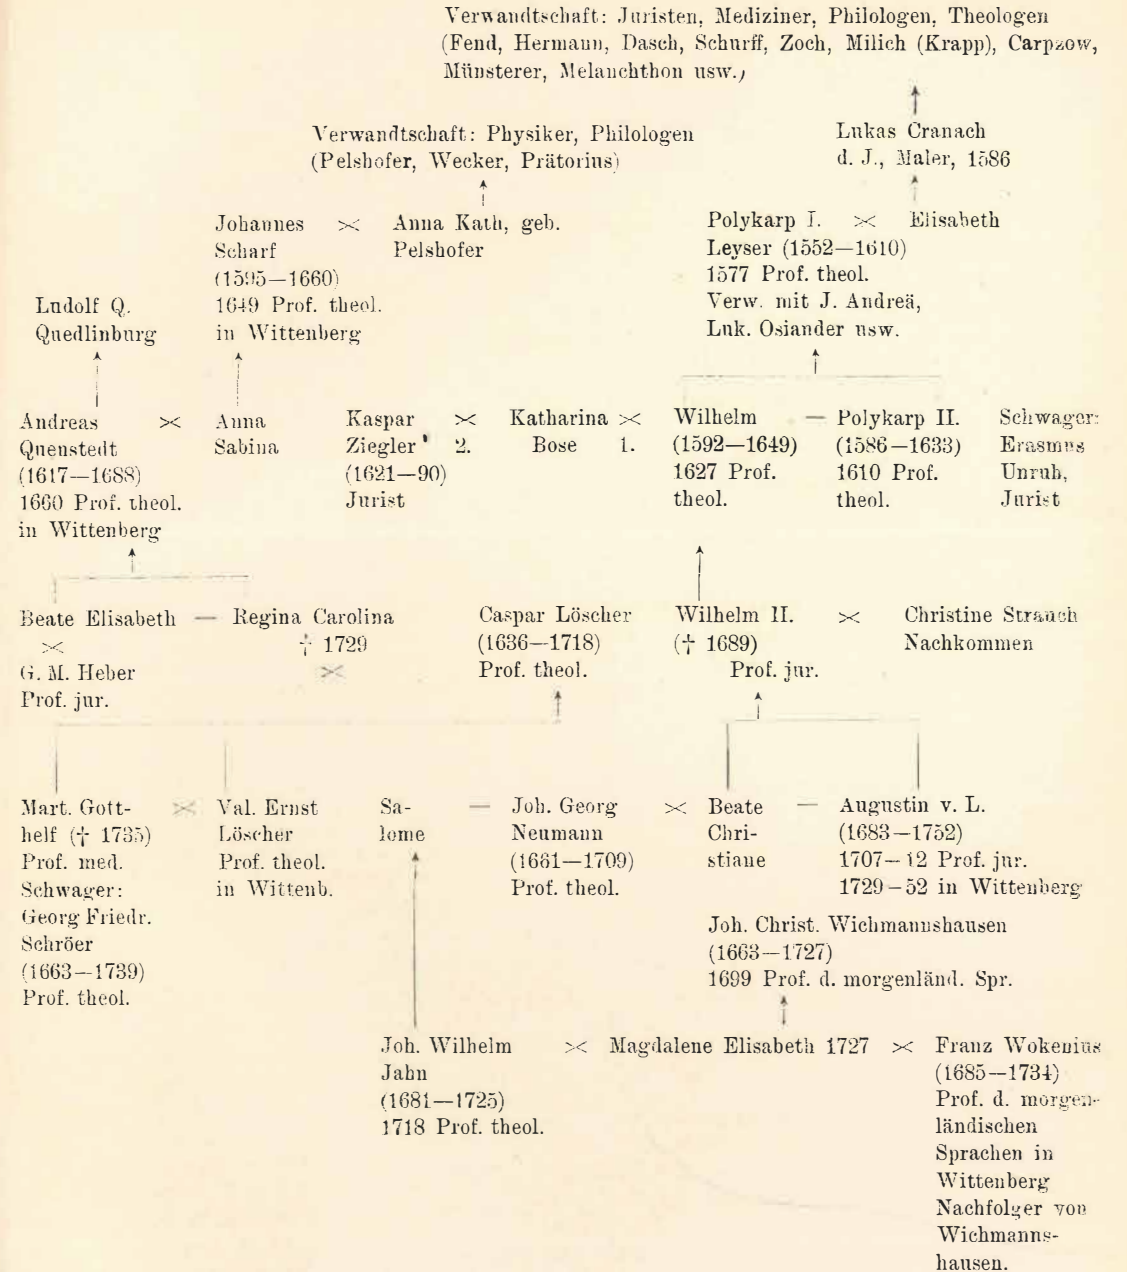 Verwandtschaft: Juristen, Mediziner, Philologen, Theologen
(Fend, Hermann, Dasch, Schurff, Zoch, Milich (Krapp), Carpzow,
Münsterer, Melanchthon usw.)
Lukas Cranach
d. J., Maler, 1586
Verwandtschaft: Physiker, Philologen
(Pelshofer, Wecker, Prätorius)
Johannes × Anna Kath, geb.
Scharf Pelshofer
(1595—1660)
1649 Prof. theol.
in Wittenberg
Polykarp I. × Elisabeth
Leyser (1552—1610)
1577 Prof. theol.
Verw. mit J. Andreä,
Luk. Osiander usw.
Ludolf Q.
Quedlinburg
Andreas × Anna
Quenstedt Sabina
(1617—1688)
1660 Prof. theol.
in Wittenberg
Kaspar × Katharina ×
Ziegler 2. Bose 1.
(1621—90)
Jurist
Wilhelm — Polykarp II.
(1592—1649) (1586—1633)
1627 Prof. 1610 Prof.
theol. theol.
Schwager:
Erasmus
Unruh,
Jurist
Beate Elisabeth — Regina Carolina
× † 1729
G. M. Heber ×
Prof. jur.
Caspar Löscher
(1636—1718)
Prof. theol.
Wilhelm II. × Christine Strauch
(† 1689) Nachkommen
Prof. jur.
Mart. Gott- ×
helf († 1735)
Prof. med.
Schwager:
Georg Friedr.
Schröer
(1663—1739)
Prof. theol.
Val. Ernst
Löscher
Prof. theol.
in Wittenb.
Sa- —
lome
Joh. Georg ×
Neumann
(1661—1709)
Prof. theol.
Beate —
Chri-
stiane
Augustin v. L.
(1683—1752)
1707—12 Prof. jur.
1729—52 in Wittenberg
Joh. Christ. Wichmannshausen
(1663—1727)
1699 Prof. d. morgenländ. Spr.
Joh. Wilhelm × Magdalene Elisabeth 1727 × Franz Wokenius
Jahn
(1681—1725)
1718 Prof. theol.
(1685—1734)
Prof. d. morgen-
ländischen
Sprachen in
Wittenberg
Nachfolger von
Wichmanns-
hausen.